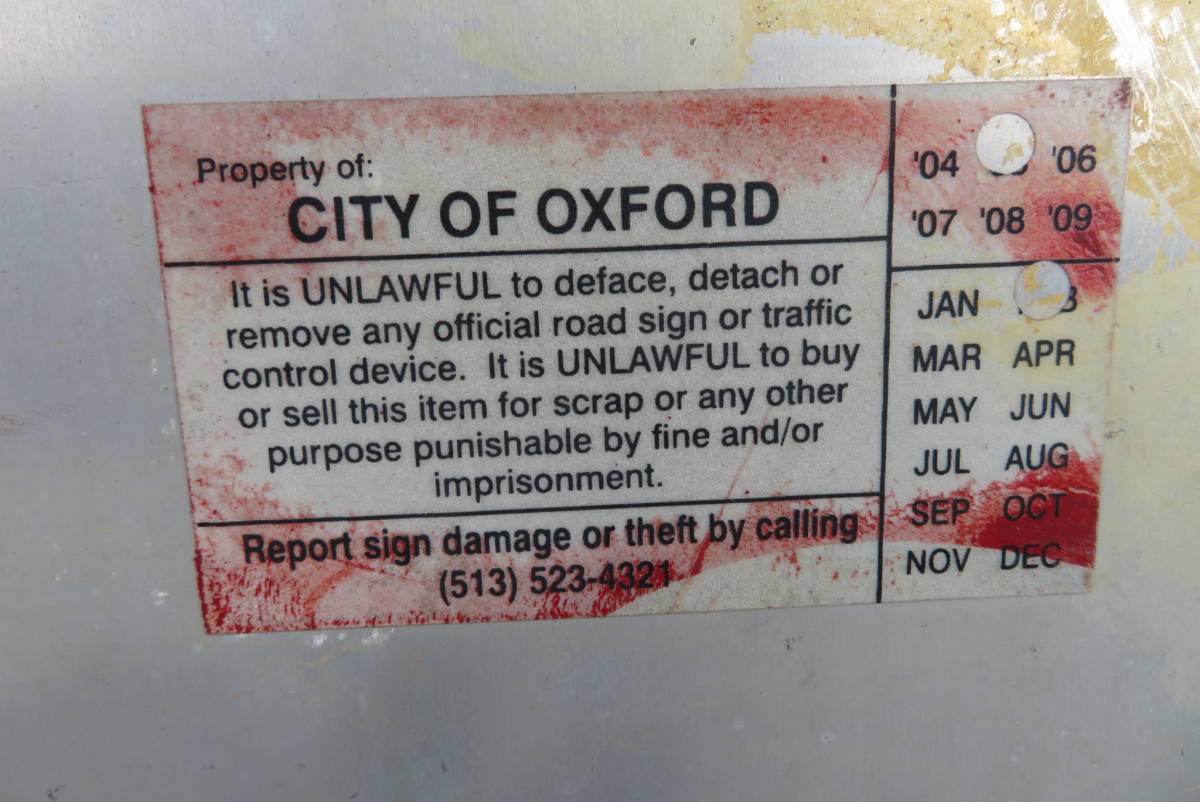 Property of:
CITY OF OXFORD
It is UNLAWFUL to deface, detach or
remove any official road sign or traffic
control device. It is UNLAWFUL to buy
or sell this item for scrap or any other
purpose punishable by fine and/or
imprisonment.
Report sign damage or theft by calling
(513) 523-4321
'04 '06
'07 '08 '09
JAN
MAR APR
MAY JUN
JUL AUG
SEP OCT
NOV DEC